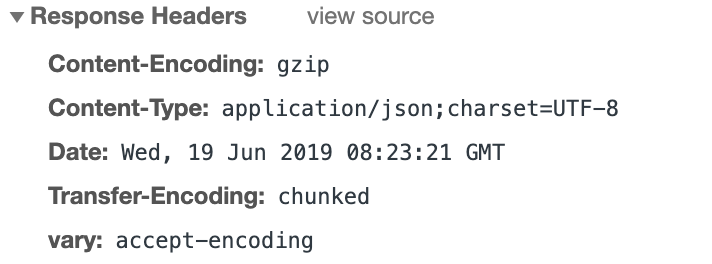 ▼ Response Headers view source
Content-Encoding: gzip
Content-Type: application/json;charset=UTF-8
Date: Wed, 19 Jun 2019 08:23:21 GMT
Transfer-Encoding: chunked
vary: accept-encoding